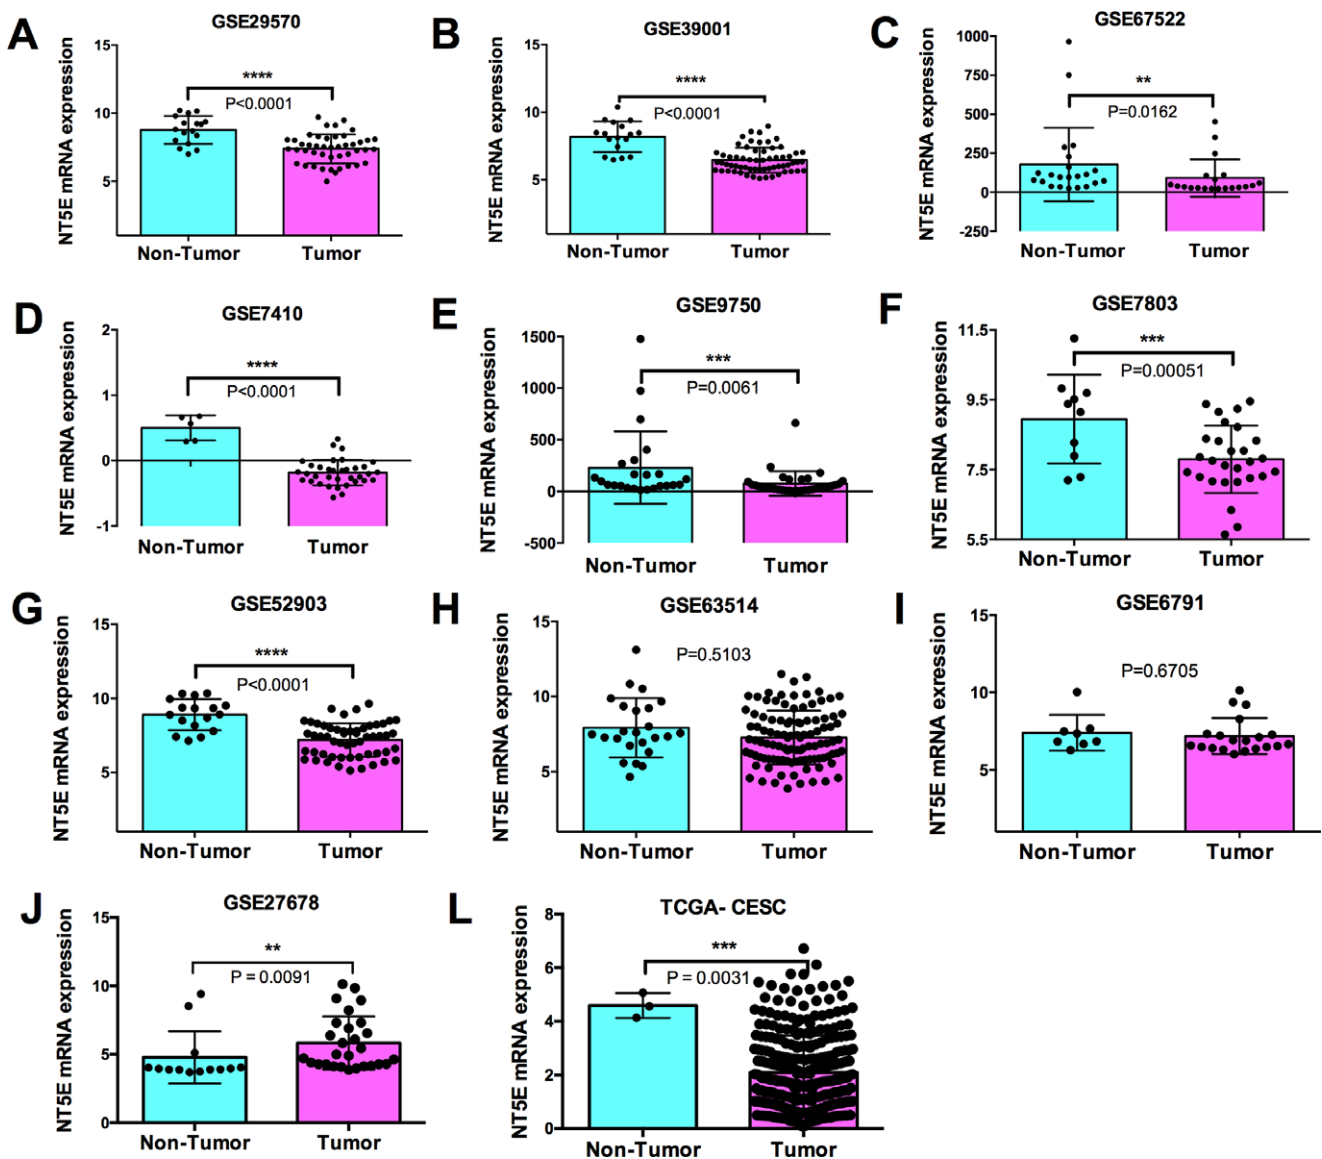 A
GSE29570
NT5E mRNA expression
15
10
5
****
P<0.0001
Non-Tumor
Tumor
B
GSE39001
NT5E mRNA expression
15
10
5
****
P<0.0001
Non-Tumor
Tumor
C
GSE67522
NT5E mRNA expression
1000
750
500
250
0
-250
**
P=0.0162
Non-Tumor
Tumor
D
GSE7410
NT5E mRNA expression
2
1
0
-1
****
P<0.0001
Non-Tumor
Tumor
E
GSE9750
NT5E mRNA expression
1500
1000
500
0
-500
***
P=0.0061
Non-Tumor
Tumor
F
GSE7803
NT5E mRNA expression
11.5
9.5
7.5
5.5
***
P=0.00051
Non-Tumor
Tumor
G
GSE52903
NT5E mRNA expression
15
10
5
****
P<0.0001
Non-Tumor
Tumor
H
GSE63514
NT5E mRNA expression
15
10
5
P=0.5103
Non-Tumor
Tumor
I
GSE6791
NT5E mRNA expression
15
10
5
P=0.6705
Non-Tumor
Tumor
J
GSE27678
NT5E mRNA expression
15
10
5
0
**
P = 0.0091
Non-Tumor
Tumor
L
TCGA- CESC
NT5E mRNA expression
8
6
4
2
0
***
P = 0.0031
Non-Tumor
Tumor